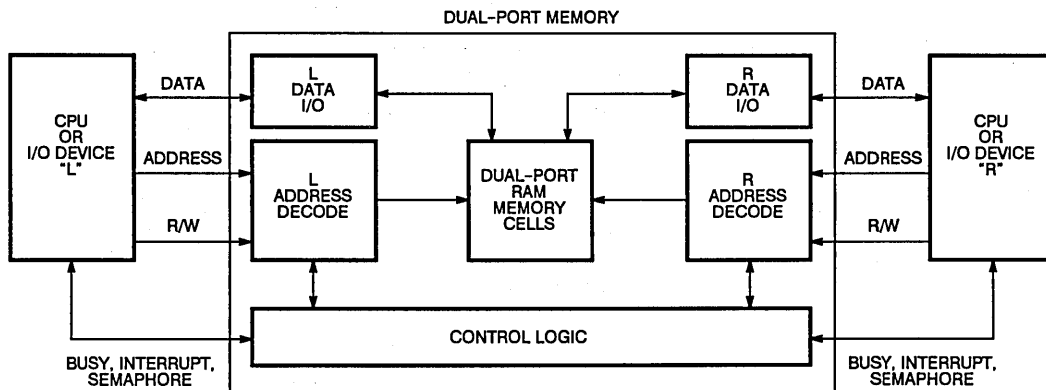 DUAL–PORT MEMORY
CPU
OR
I/O DEVICE
"L"
DATA
ADDRESS
R/W
L
DATA
I/O
L
ADDRESS
DECODE
DUAL–PORT
RAM
MEMORY
CELLS
R
DATA
I/O
R
ADDRESS
DECODE
DATA
ADDRESS
R/W
CPU
OR
I/O DEVICE
"R"
CONTROL LOGIC
BUSY, INTERRUPT,
SEMAPHORE
BUSY, INTERRUPT,
SEMAPHORE